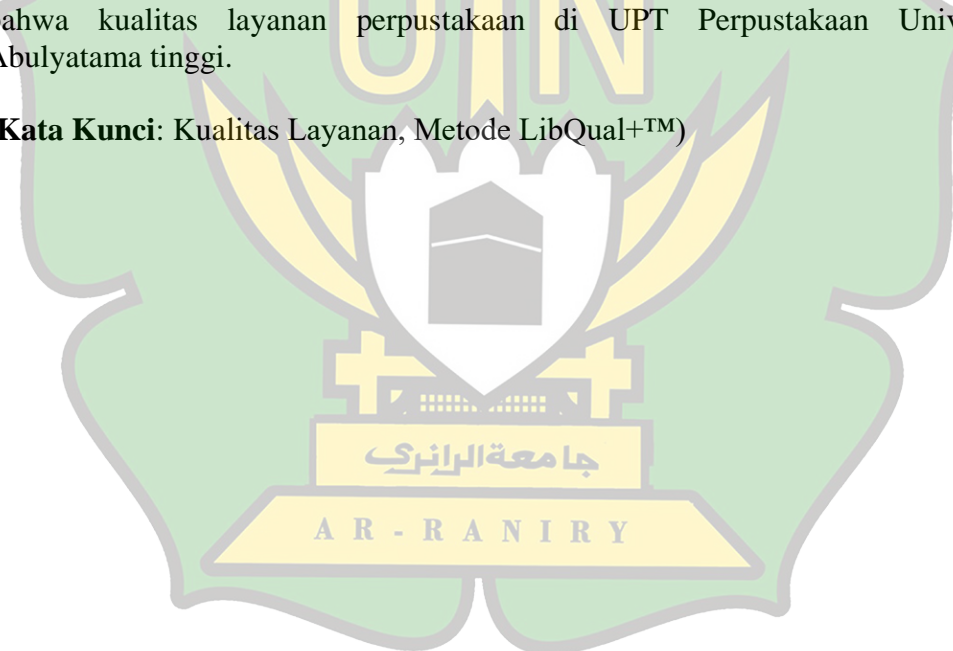 bahwa kualitas layanan perpustakaan di UPT Perpustakaan Univ
Abulyatama tinggi.
Kata Kunci: Kualitas Layanan, Metode LibQual+™)
UIN
جامعةالرانري
AR-RANIRY